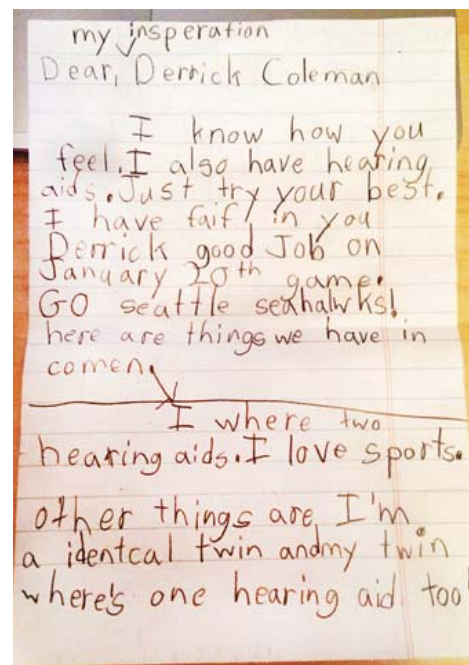 my insperation
Dear, Derrick Coleman
I know how you
feel. I also have hearing
aids. Just try your best.
I have faif in you
Derrick good Job on
January 20th game.
GO seattle seahalwks!
here are things we have in
comen.
I where two
hearing aids. I love sports.
other things are I'm
a identcal twin andmy twin
where's one hearing aid too!